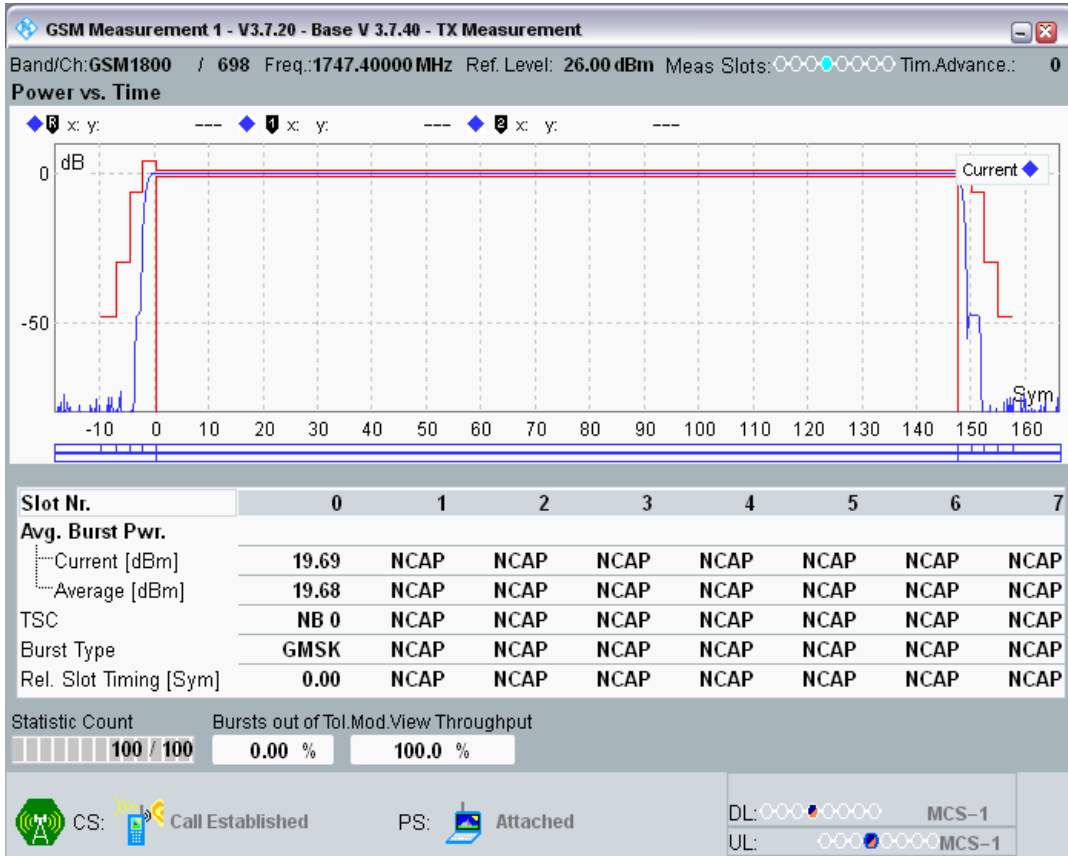 GSM Measurement 1 - V3.7.20 - Base V 3.7.40 - TX Measurement
Band/Ch:GSM1800 / 698 Freq.:1747.40000 MHz Ref. Level: 26.00 dBm Meas Slots: Tim.Advance.: 0
Power vs. Time
R x: y: --- 1 x: y: --- 2 x: y: ---
dB
Current
0
-50
Sym
-10 0 10 20 30 40 50 60 70 80 90 100 110 120 130 140 150 160
Slot Nr. 0 1 2 3 4 5 6 7
Avg. Burst Pwr.
Current [dBm] 19.69 NCAP NCAP NCAP NCAP NCAP NCAP NCAP
Average [dBm] 19.68 NCAP NCAP NCAP NCAP NCAP NCAP NCAP
TSC NB 0 NCAP NCAP NCAP NCAP NCAP NCAP NCAP
Burst Type GMSK NCAP NCAP NCAP NCAP NCAP NCAP NCAP
Rel. Slot Timing [Sym] 0.00 NCAP NCAP NCAP NCAP NCAP NCAP NCAP
Statistic Count Bursts out of Tol.Mod.View Throughput
100 / 100 0.00 % 100.0 %
CS: Call Established PS: Attached
DL: MCS-1
UL: MCS-1